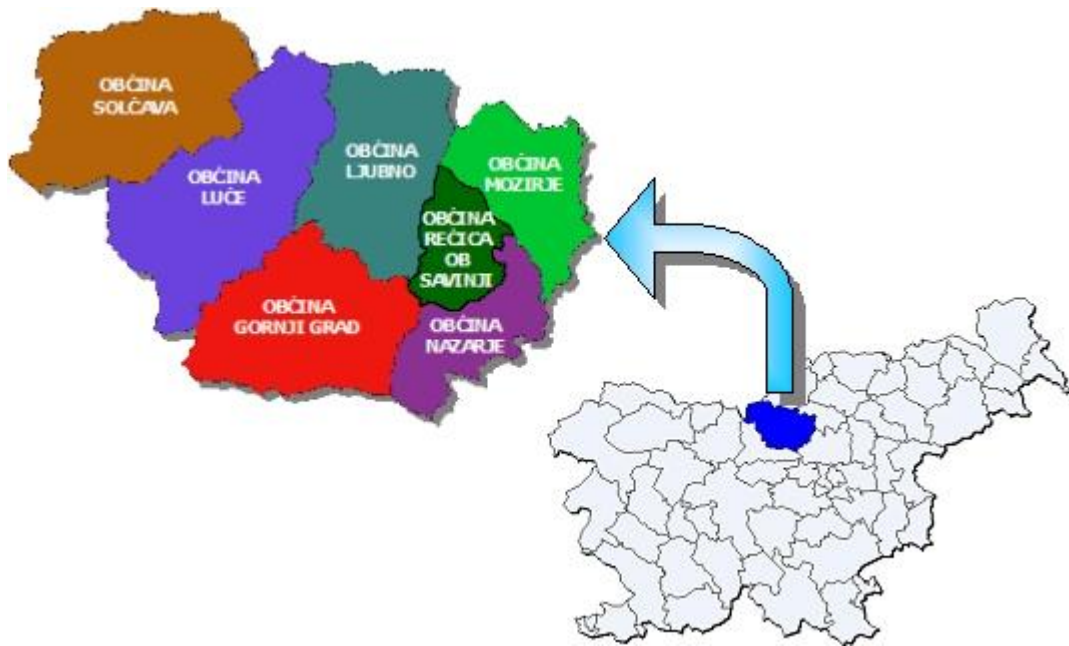 OBČINA
SOLČAVA
OBČINA
LUČE
OBČINA
LJUBNO
OBČINA
MOZIRJE
OBČINA
REČICA
OB
SAVINJI
OBČINA
GORNJI GRAD
OBČINA
NAZARJE